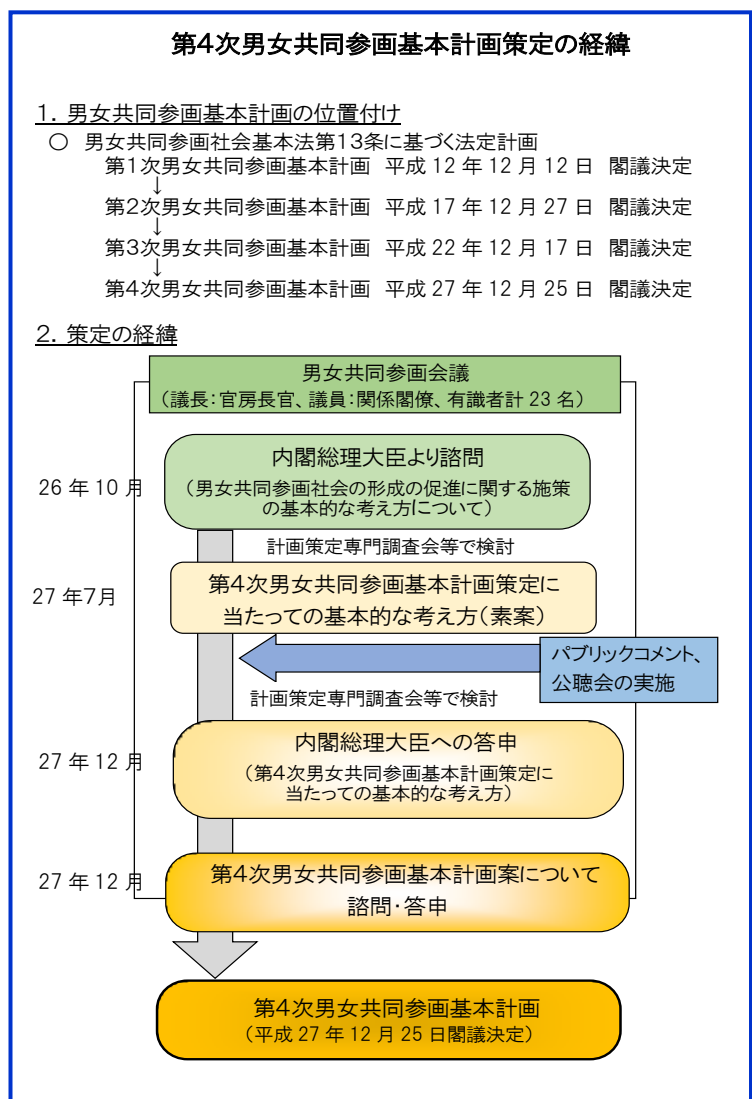 第4次男女共同参画基本計画策定の経緯
1．男女共同参画基本計画の位置付け
○　男女共同参画社会基本法第13条に基づく法定計画
第1次男女共同参画基本計画　平成 12 年 12 月 12 日　閣議決定
↓
第2次男女共同参画基本計画　平成 17 年 12 月 27 日　閣議決定
↓
第3次男女共同参画基本計画　平成 22 年 12 月 17 日　閣議決定
↓
第4次男女共同参画基本計画　平成 27 年 12 月 25 日　閣議決定
2．策定の経緯
男女共同参画会議
（議長：官房長官、議員：関係閣僚、有識者計 23 名）
26 年 10 月
内閣総理大臣より諮問
（男女共同参画社会の形成の促進に関する施策
の基本的な考え方について）
計画策定専門調査会等で検討
27 年7月
第4次男女共同参画基本計画策定に
当たっての基本的な考え方（素案）
パブリックコメント、
公聴会の実施
計画策定専門調査会等で検討
27 年 12 月
内閣総理大臣への答申
（第4次男女共同参画基本計画策定に
当たっての基本的な考え方）
27 年 12 月
第4次男女共同参画基本計画案について
諮問・答申
第4次男女共同参画基本計画
（平成 27 年 12 月 25 日閣議決定）